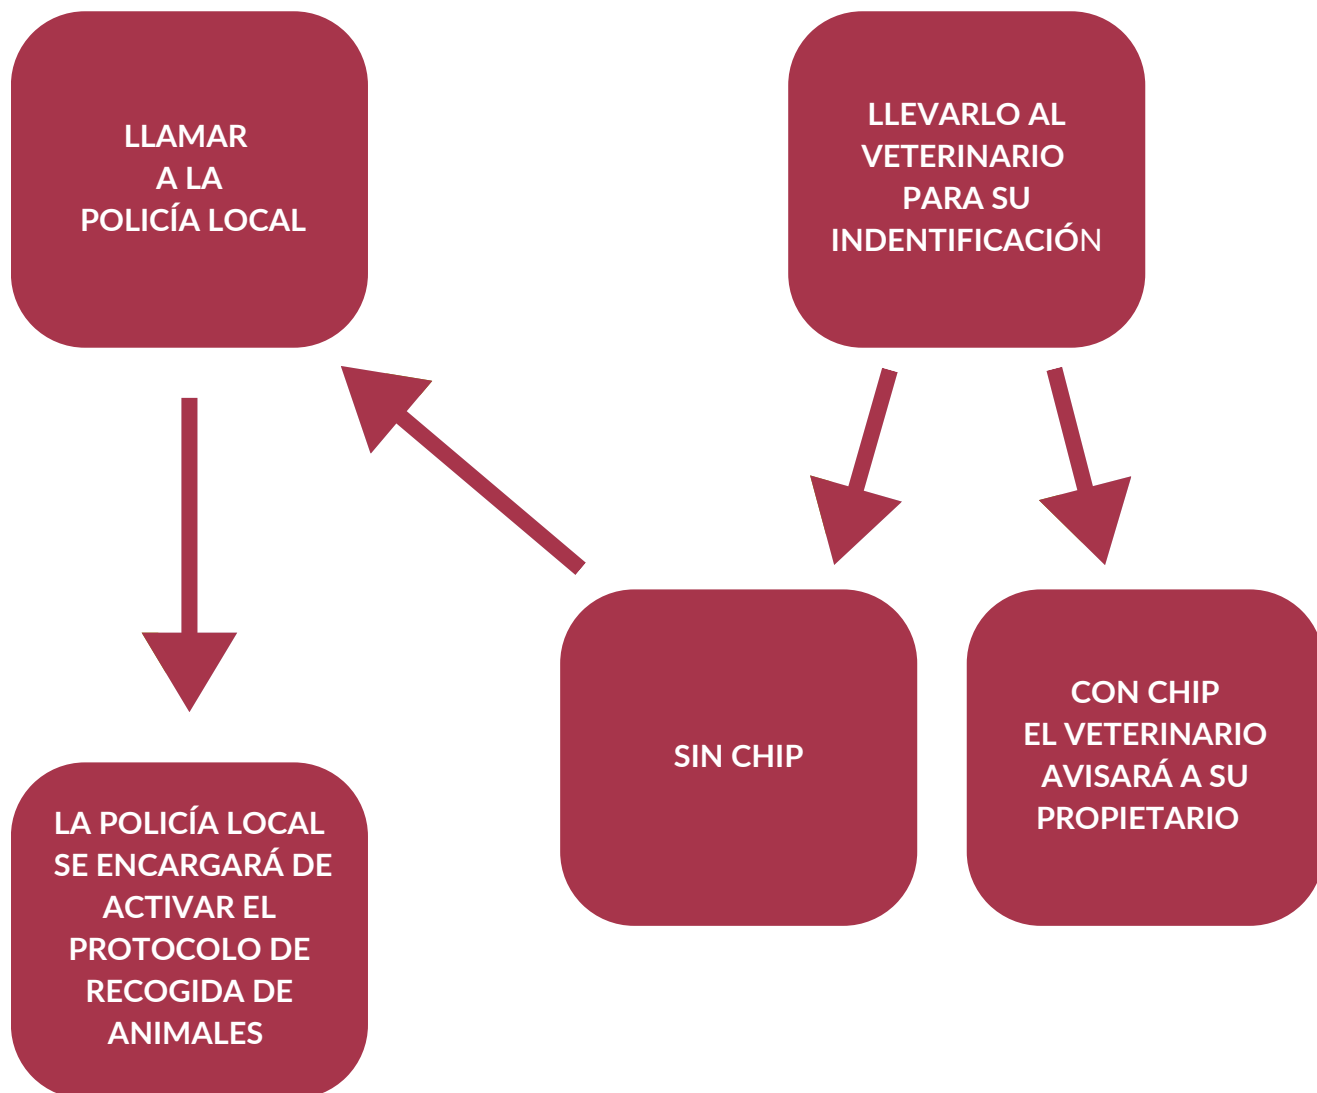 LLAMAR
A LA
POLICÍA LOCAL
LLEVARLO AL
VETERINARIO
PARA SU
INDENTIFICACIÓN
SIN CHIP
CON CHIP
EL VETERINARIO
AVISARÁ A SU
PROPIETARIO
LA POLICÍA LOCAL
SE ENCARGARÁ DE
ACTIVAR EL
PROTOCOLO DE
RECOGIDA DE
ANIMALES